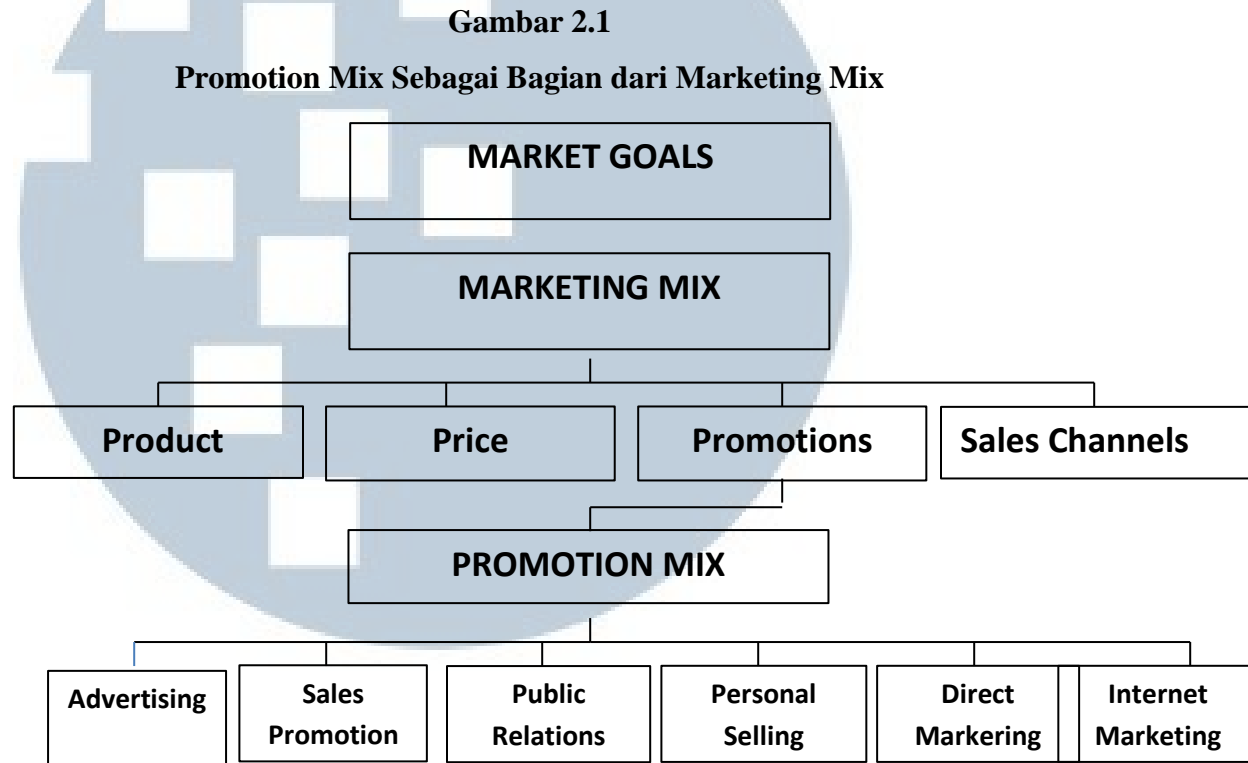 Gambar 2.1
Promotion Mix Sebagai Bagian dari Marketing Mix
MARKET GOALS
MARKETING MIX
Product
Price
Promotions
Sales Channels
PROMOTION MIX
Advertising
Sales
Promotion
Public
Relations
Personal
Selling
Direct
Markering
Internet
Marketing